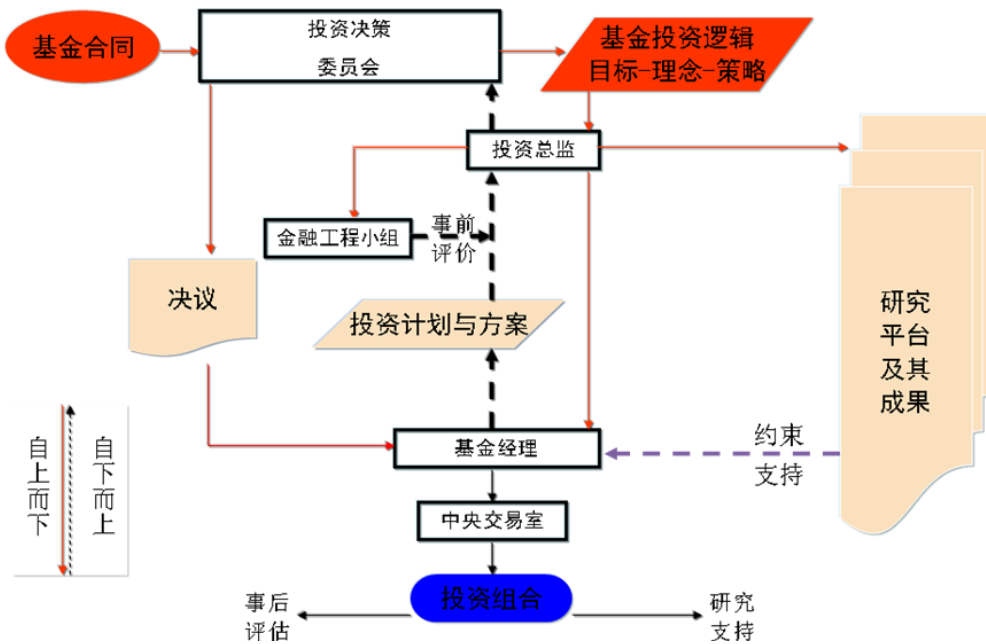 基金合同
投资决策
委员会
基金投资逻辑
目标-理念-策略
投资总监
金融工程小组
事前
评价
决议
投资计划与方案
研究
平台
及其
成果
自上而下
自下而上
基金经理
约束
支持
中央交易室
投资组合
事后
评估
研究
支持